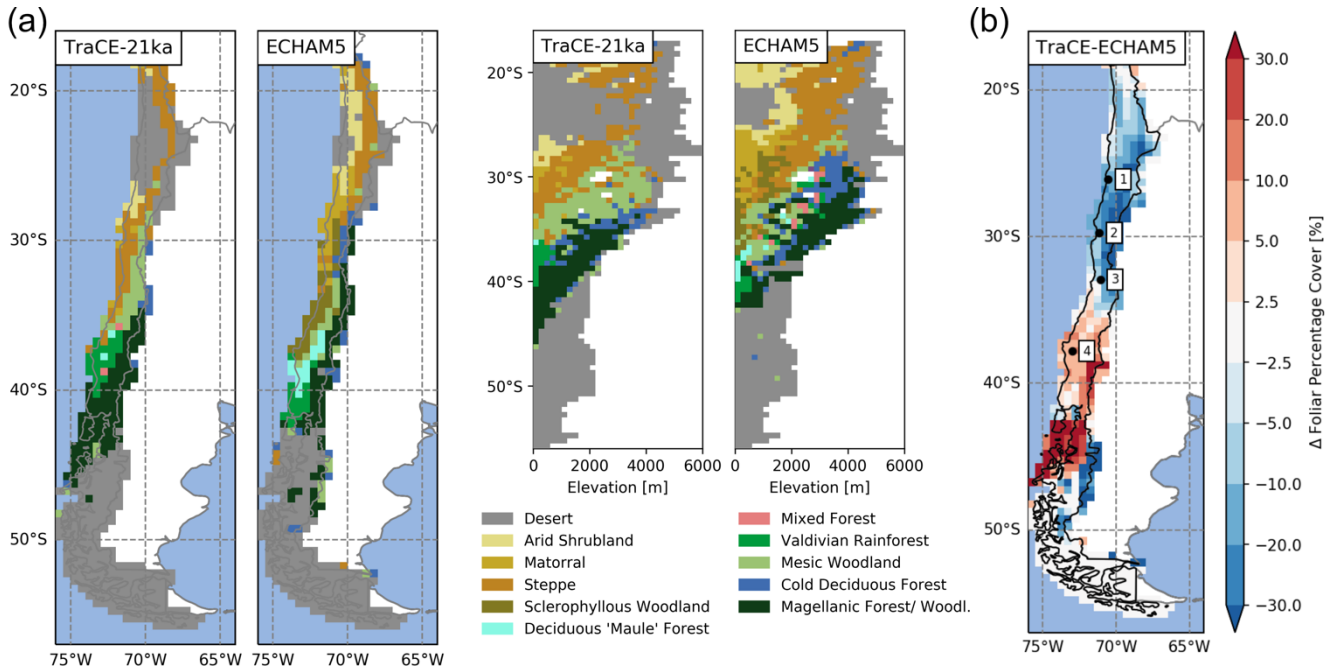 (a)
TraCE-21ka
ECHAM5
20°S
30°S
40°S
50°S
75°W 70°W 65°W
75°W 70°W 65°W
TraCE-21ka
ECHAM5
20°S
30°S
40°S
50°S
0 2000 4000 6000
Elevation [m]
0 2000 4000 6000
Elevation [m]
Desert
Arid Shrubland
Matorral
Steppe
Sclerophyllous Woodland
Deciduous 'Maule' Forest
Mixed Forest
Valdivian Rainforest
Mesic Woodland
Cold Deciduous Forest
Magellanic Forest/ Woodl.
(b)
TraCE-ECHAM5
20°S
30°S
40°S
50°S
1
2
3
4
75°W 70°W 65°W
30.0
20.0
10.0
5.0
2.5
−2.5
−5.0
−10.0
−20.0
−30.0
Δ Foliar Percentage Cover [%]